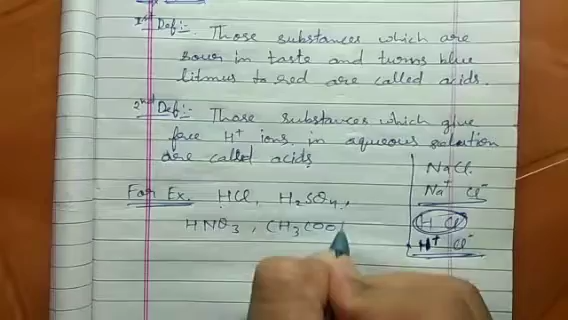 1st Def:- Those substances which are
sour in taste and turns blue
litmus to red are called acids.
2nd Def:- Those substances which give
free H+ ions in aqueous solution
are called acids
For Ex. HCl, H2SO4,
HNO3, CH3COO
NaCl.
Na+ Cl-
H Cl
H+ Cl-